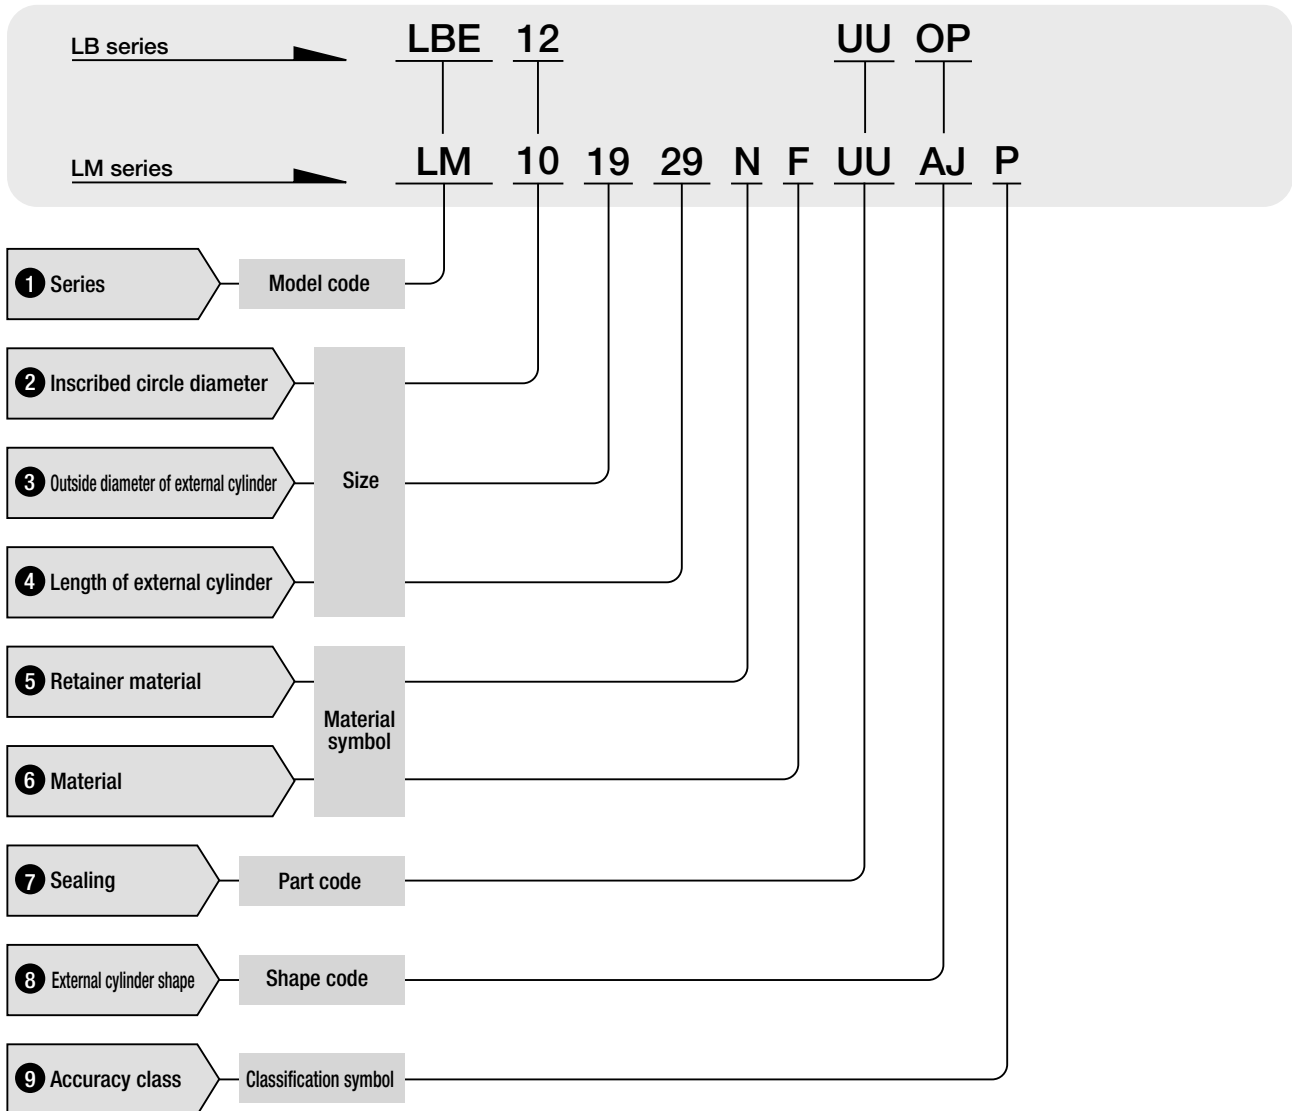 LB series LBE 12 UU OP
LM series LM 10 19 29 N F UU AJ P
1 Series Model code
2 Inscribed circle diameter
3 Outside diameter of external cylinder Size
4 Length of external cylinder
5 Retainer material
Material
symbol
6 Material
7 Sealing Part code
8 External cylinder shape Shape code
9 Accuracy class Classification symbol